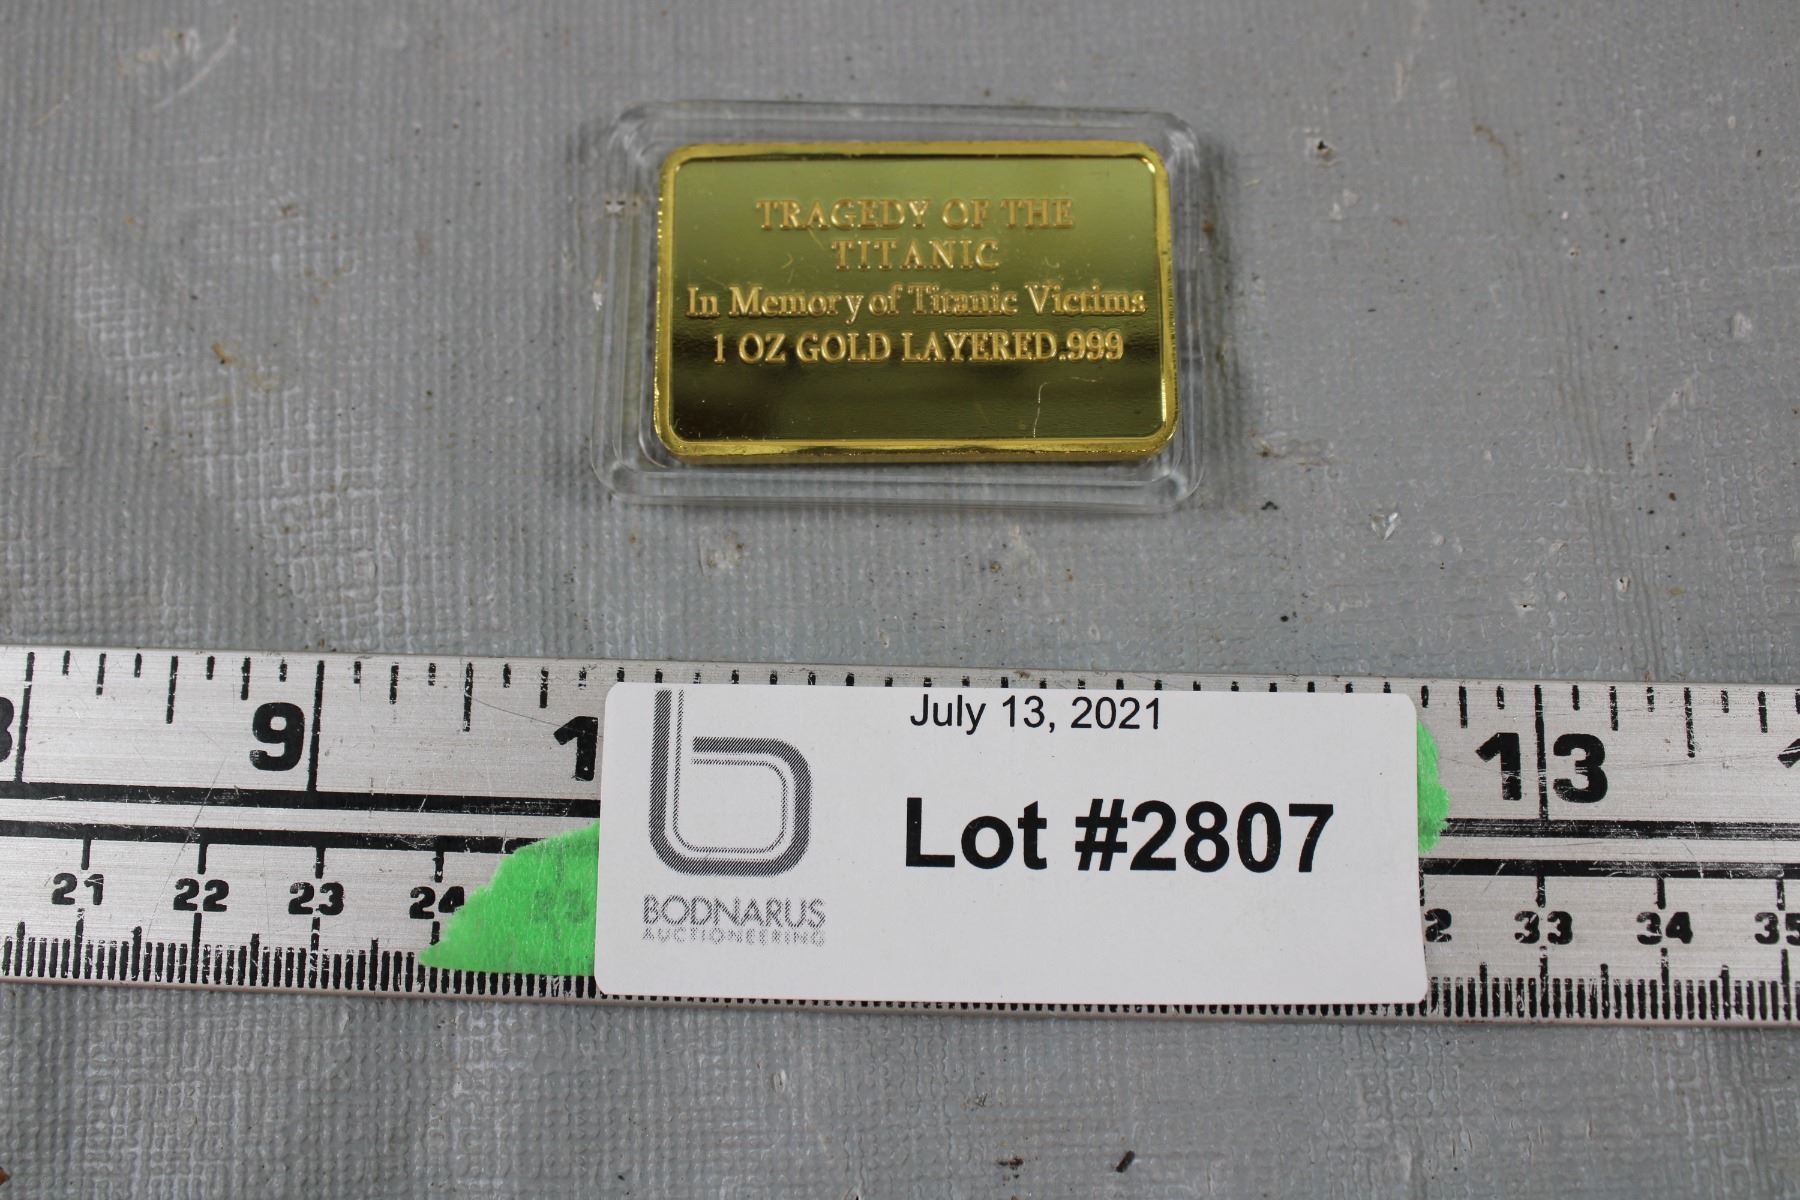 TRAGEDY OF THE
TITANIC
In Memory of Titanic Victims
1 OZ GOLD LAYERED .999
9 1 13
July 13, 2021
Lot #2807
BODNARUS
AUCTIONEERING
21 22 23 24 33 34 35